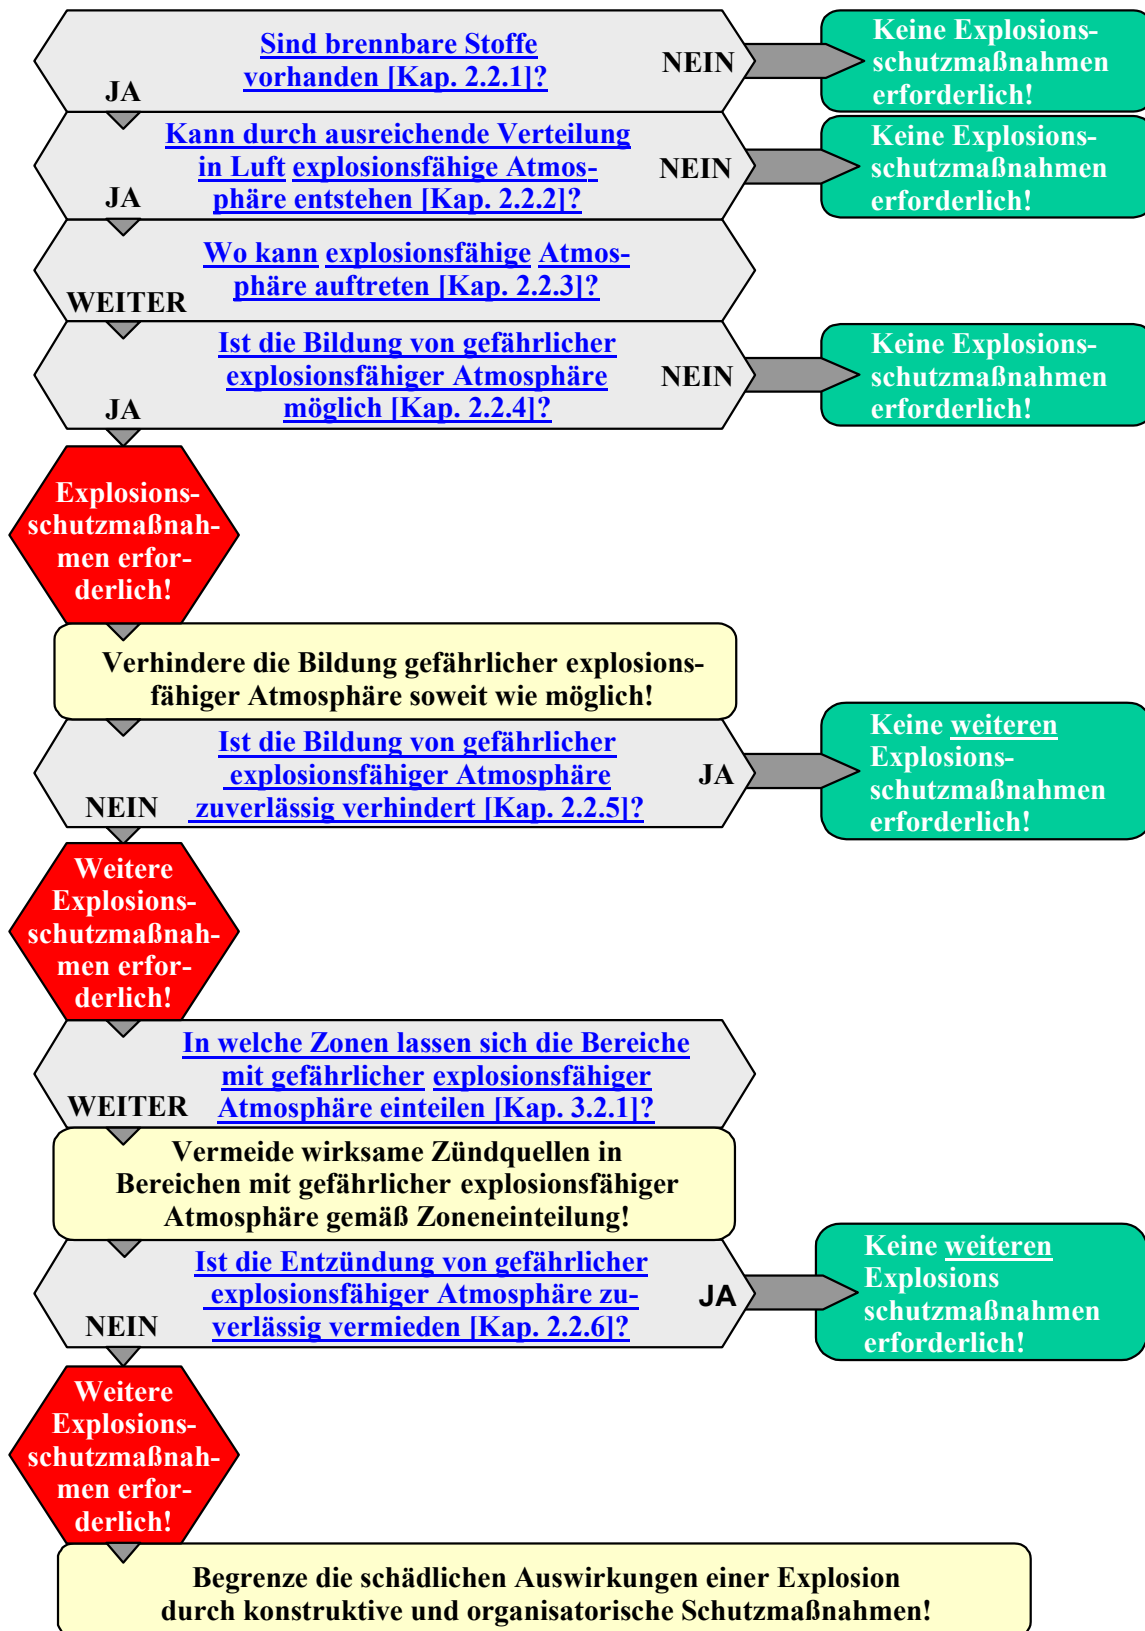 Sind brennbare Stoffe
vorhanden [Kap. 2.2.1]?
NEIN
JA
Keine Explosions-
schutzmaßnahmen
erforderlich!
Kann durch ausreichende Verteilung
in Luft explosionsfähige Atmos-
phäre entstehen [Kap. 2.2.2]?
NEIN
JA
Keine Explosions-
schutzmaßnahmen
erforderlich!
Wo kann explosionsfähige Atmos-
phäre auftreten [Kap. 2.2.3]?
WEITER
Ist die Bildung von gefährlicher
explosionsfähiger Atmosphäre
möglich [Kap. 2.2.4]?
NEIN
JA
Keine Explosions-
schutzmaßnahmen
erforderlich!
Explosions-
schutzmaßnah-
men erfor-
derlich!
Verhindere die Bildung gefährlicher explosions-
fähiger Atmosphäre soweit wie möglich!
Ist die Bildung von gefährlicher
explosionsfähiger Atmosphäre
zuverlässig verhindert [Kap. 2.2.5]?
JA
NEIN
Keine weiteren
Explosions-
schutzmaßnahmen
erforderlich!
Weitere
Explosions-
schutzmaßnah-
men erfor-
derlich!
In welche Zonen lassen sich die Bereiche
mit gefährlicher explosionsfähiger
Atmosphäre einteilen [Kap. 3.2.1]?
WEITER
Vermeide wirksame Zündquellen in
Bereichen mit gefährlicher explosionsfähiger
Atmosphäre gemäß Zoneneinteilung!
Ist die Entzündung von gefährlicher
explosionsfähiger Atmosphäre zu-
verlässig vermieden [Kap. 2.2.6]?
JA
NEIN
Keine weiteren
Explosions
schutzmaßnahmen
erforderlich!
Weitere
Explosions-
schutzmaßnah-
men erfor-
derlich!
Begrenze die schädlichen Auswirkungen einer Explosion
durch konstruktive und organisatorische Schutzmaßnahmen!